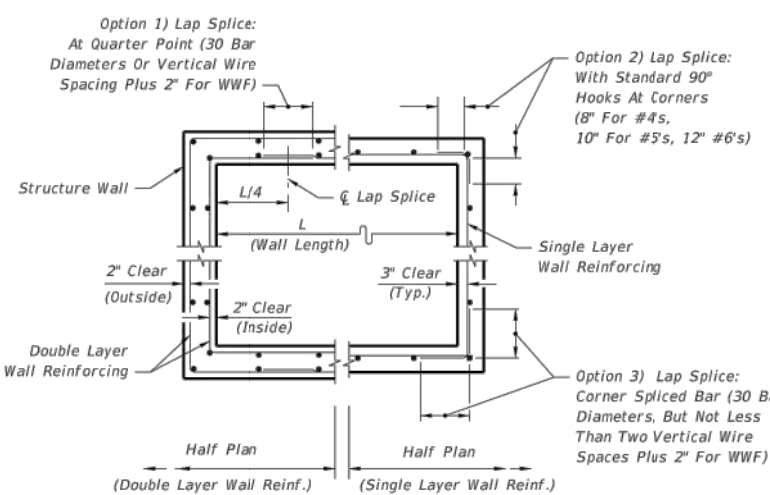 Option 1) Lap Splice:
At Quarter Point (30 Bar
Diameters Or Vertical Wire
Spacing Plus 2" For WWF)
Option 2) Lap Splice:
With Standard 90°
Hooks At Corners
(8" For #4's,
10" For #5's, 12" #6's)
Structure Wall
L/4
℄ Lap Splice
L
(Wall Length)
Single Layer
Wall Reinforcing
2" Clear
(Outside)
3" Clear
(Typ.)
2" Clear
(Inside)
Double Layer
Wall Reinforcing
Option 3) Lap Splice:
Corner Spliced Bar (30 Ba
Diameters, But Not Less
Than Two Vertical Wire
Spaces Plus 2" For WWF)
Half Plan
(Double Layer Wall Reinf.)
Half Plan
(Single Layer Wall Reinf.)